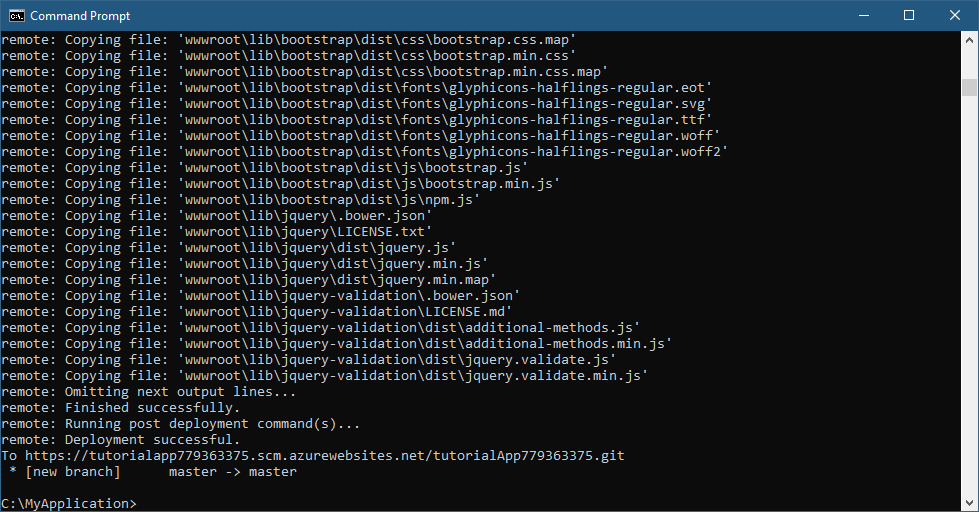 Command Prompt
remote: Copying file: 'wwwroot\lib\bootstrap\dist\css\bootstrap.css.map'
remote: Copying file: 'wwwroot\lib\bootstrap\dist\css\bootstrap.min.css'
remote: Copying file: 'wwwroot\lib\bootstrap\dist\css\bootstrap.min.css.map'
remote: Copying file: 'wwwroot\lib\bootstrap\dist\fonts\glyphicons-halflings-regular.eot'
remote: Copying file: 'wwwroot\lib\bootstrap\dist\fonts\glyphicons-halflings-regular.svg'
remote: Copying file: 'wwwroot\lib\bootstrap\dist\fonts\glyphicons-halflings-regular.ttf'
remote: Copying file: 'wwwroot\lib\bootstrap\dist\fonts\glyphicons-halflings-regular.woff'
remote: Copying file: 'wwwroot\lib\bootstrap\dist\fonts\glyphicons-halflings-regular.woff2'
remote: Copying file: 'wwwroot\lib\bootstrap\dist\js\bootstrap.js'
remote: Copying file: 'wwwroot\lib\bootstrap\dist\js\bootstrap.min.js'
remote: Copying file: 'wwwroot\lib\bootstrap\dist\js\npm.js'
remote: Copying file: 'wwwroot\lib\jquery\.bower.json'
remote: Copying file: 'wwwroot\lib\jquery\LICENSE.txt'
remote: Copying file: 'wwwroot\lib\jquery\dist\jquery.js'
remote: Copying file: 'wwwroot\lib\jquery\dist\jquery.min.js'
remote: Copying file: 'wwwroot\lib\jquery\dist\jquery.min.map'
remote: Copying file: 'wwwroot\lib\jquery-validation\.bower.json'
remote: Copying file: 'wwwroot\lib\jquery-validation\LICENSE.md'
remote: Copying file: 'wwwroot\lib\jquery-validation\dist\additional-methods.js'
remote: Copying file: 'wwwroot\lib\jquery-validation\dist\additional-methods.min.js'
remote: Copying file: 'wwwroot\lib\jquery-validation\dist\jquery.validate.js'
remote: Copying file: 'wwwroot\lib\jquery-validation\dist\jquery.validate.min.js'
remote: Omitting next output lines...
remote: Finished successfully.
remote: Running post deployment command(s)...
remote: Deployment successful.
To https://tutorialapp779363375.scm.azurewebsites.net/tutorialApp779363375.git
 * [new branch]      master -> master
C:\MyApplication>